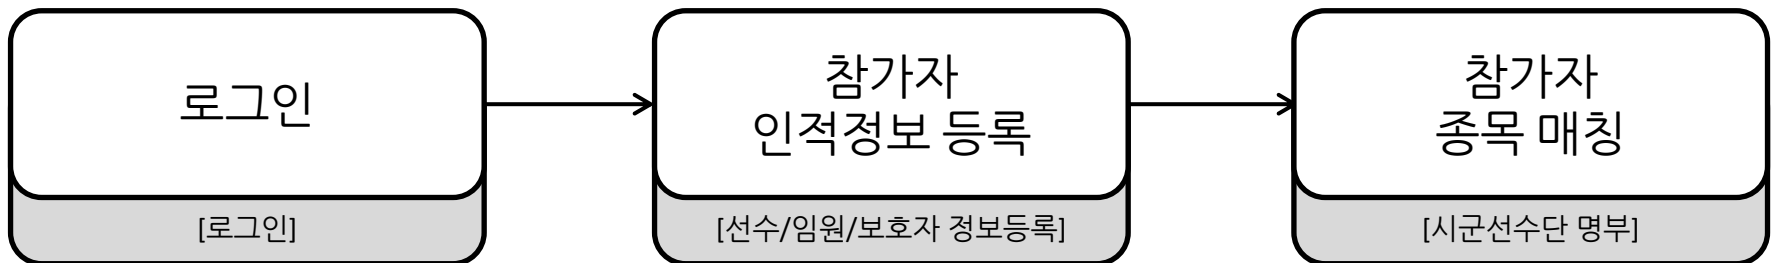 로그인
[로그인]
참가자
인적정보 등록
[선수/임원/보호자 정보등록]
참가자
종목 매칭
[시군선수단 명부]